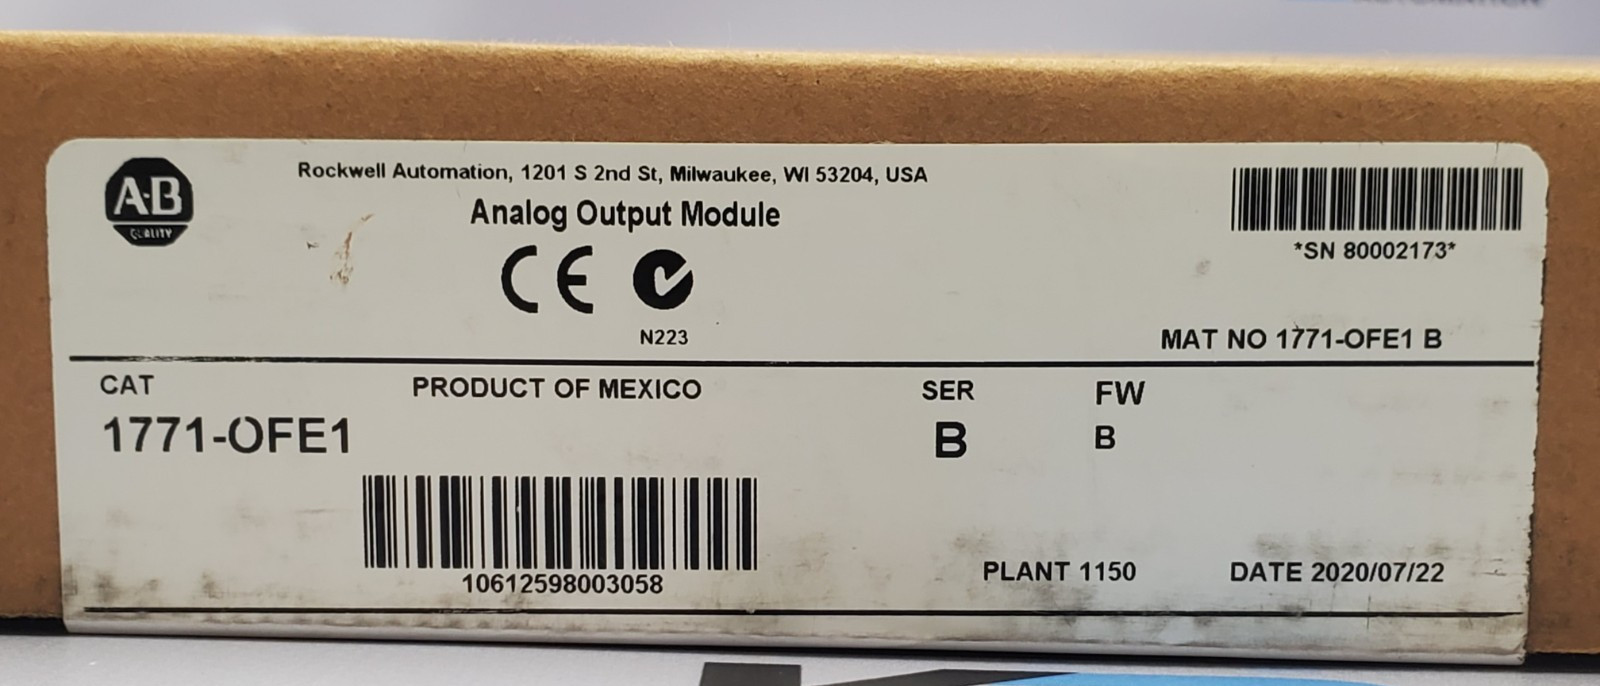 A·B
QUALITY
Rockwell Automation, 1201 S 2nd St, Milwaukee, WI 53204, USA
Analog Output Module
CE
N223
*SN 80002173*
MAT NO 1771-OFE1 B
CAT
PRODUCT OF MEXICO
SER
FW
1771-OFE1
B
B
10612598003058
PLANT 1150
DATE 2020/07/22